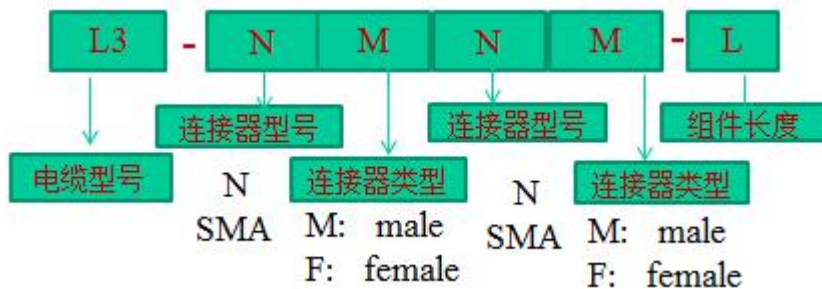 L3 - N M N M - L
连接器型号 连接器型号 组件长度
电缆型号 N 连接器类型 N 连接器类型
SMA M: male SMA M: male
F: female F: female